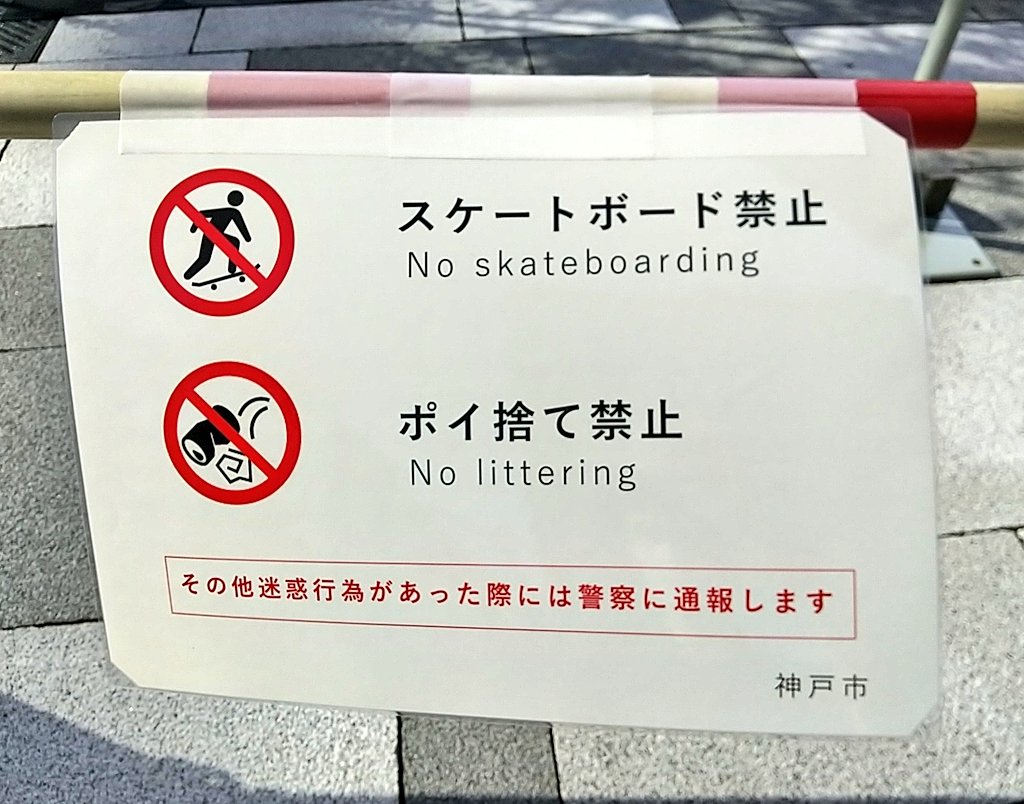 スケートボード禁止
No skateboarding
ポイ捨て禁止
No littering
その他迷惑行為があった際には警察に通報します
神戸市